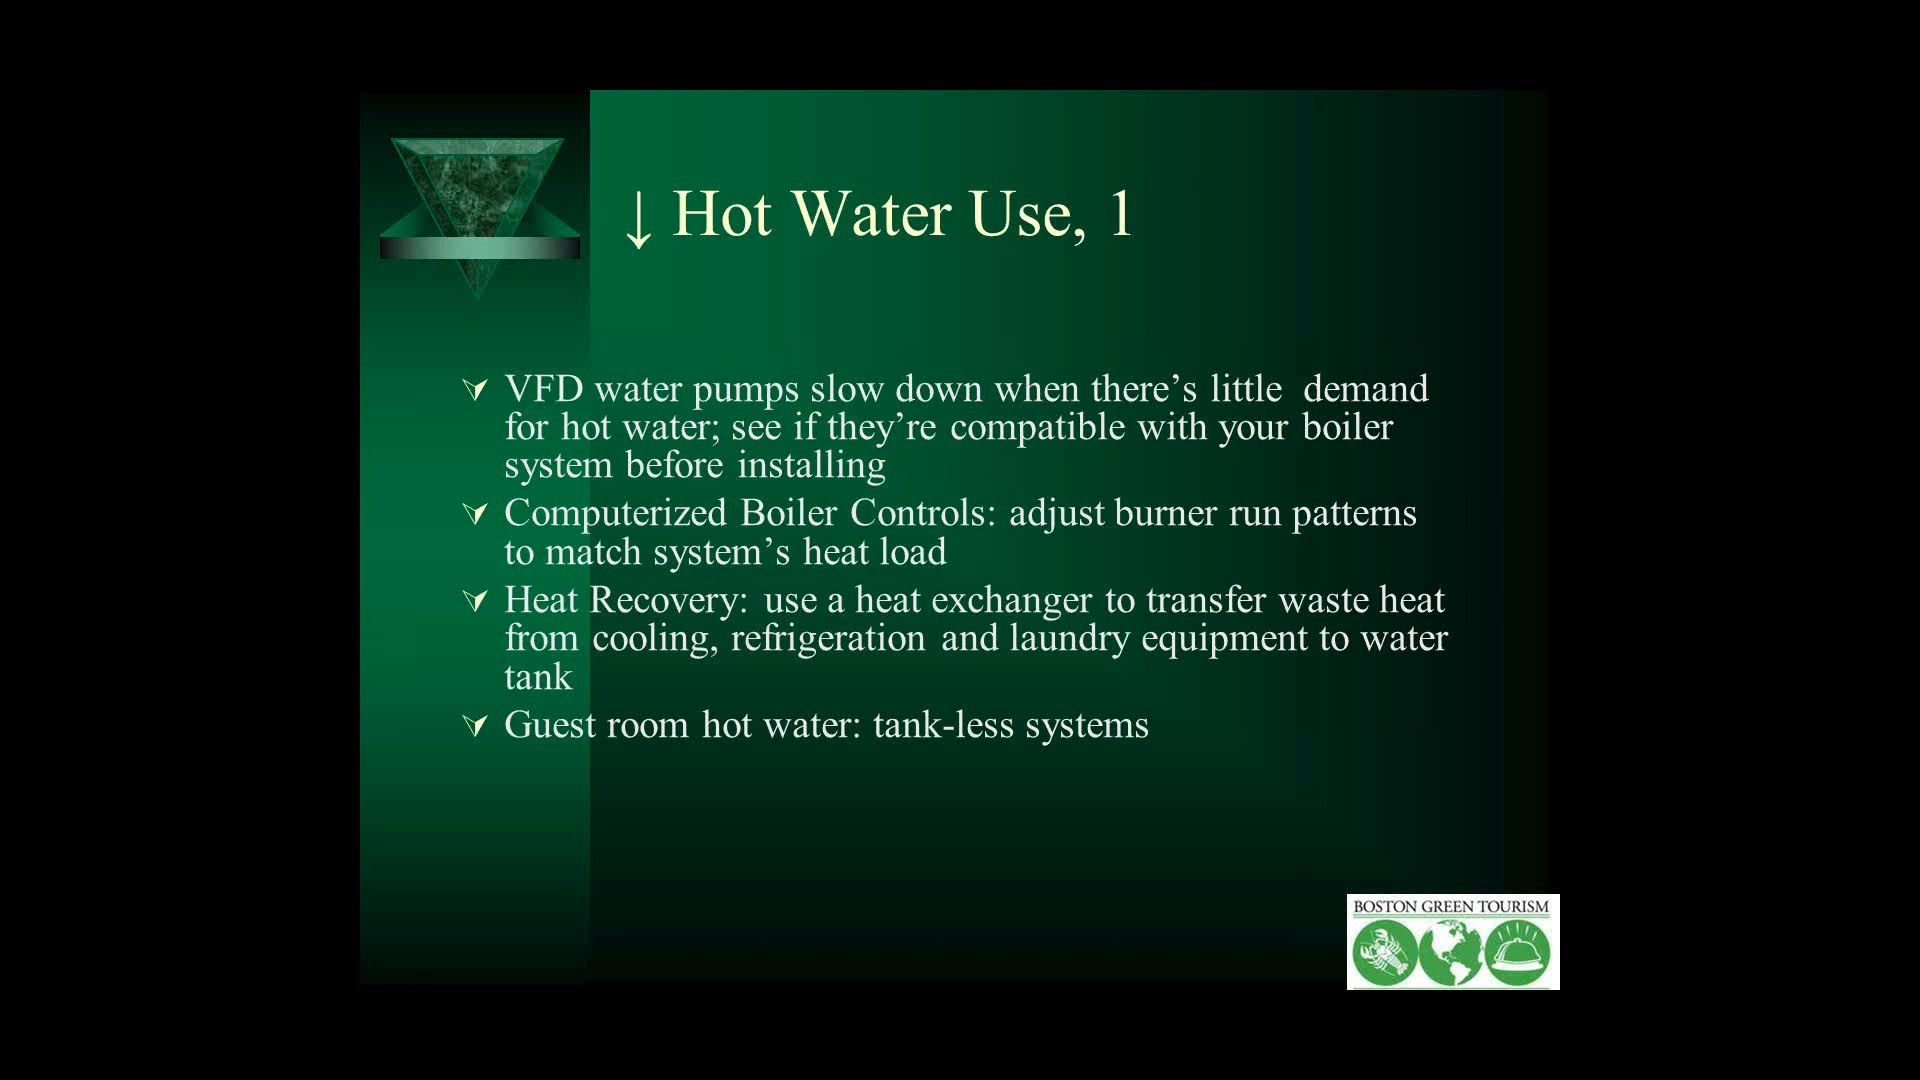 ↓ Hot Water Use, 1
VFD water pumps slow down when there’s little demand
for hot water; see if they’re compatible with your boiler
system before installing
Computerized Boiler Controls: adjust burner run patterns
to match system’s heat load
Heat Recovery: use a heat exchanger to transfer waste heat
from cooling, refrigeration and laundry equipment to water
tank
Guest room hot water: tank-less systems
BOSTON GREEN TOURISM